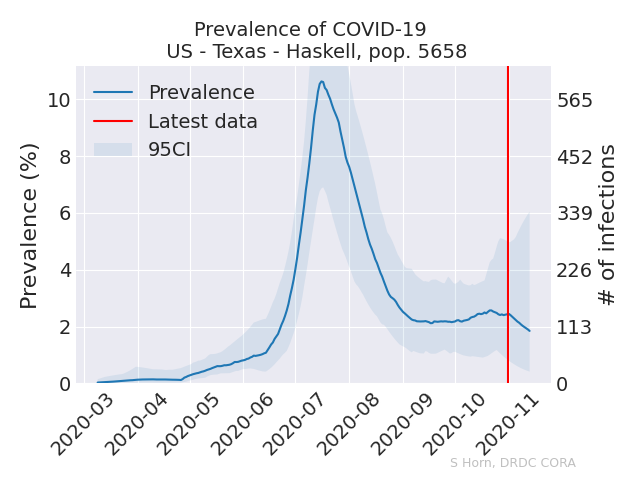 Prevalence of COVID-19
US - Texas - Haskell, pop. 5658
Prevalence
Latest data
95CI
Prevalence (%)
10
8
6
4
2
0
565
452
339
226
113
0
# of infections
2020-03
2020-04
2020-05
2020-06
2020-07
2020-08
2020-09
2020-10
2020-11
S Horn, DRDC CORA